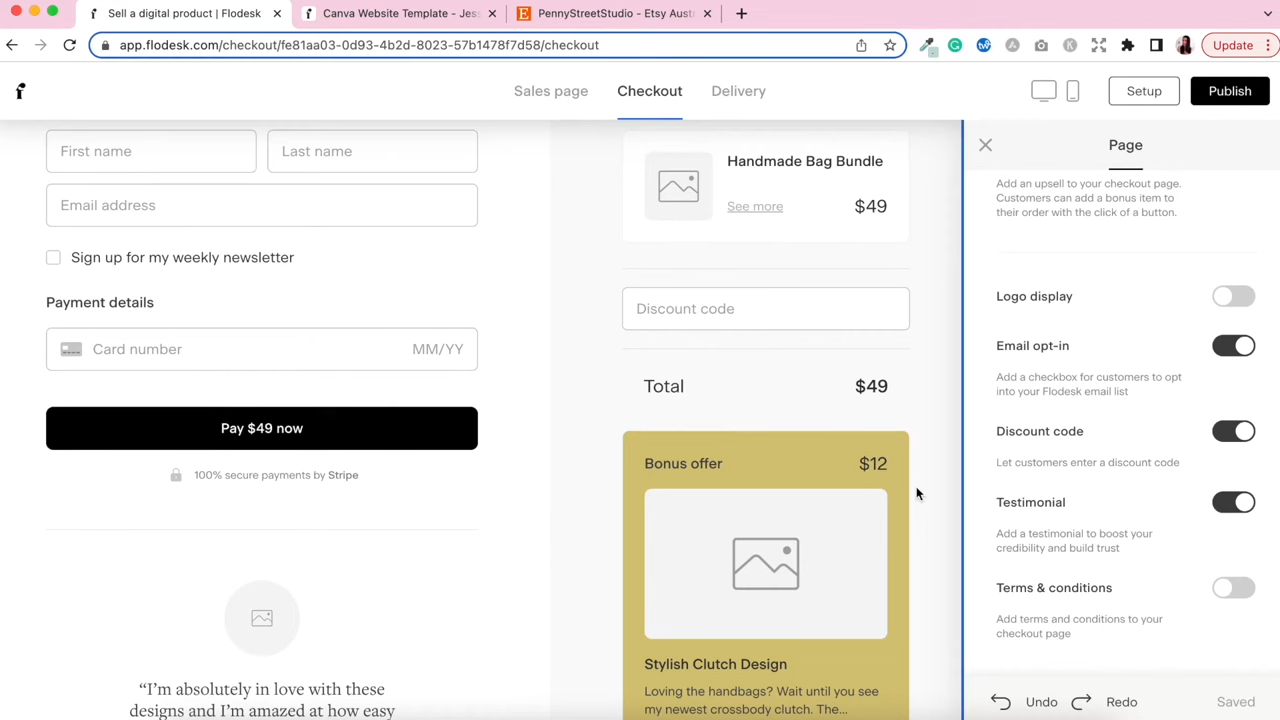 Sell a digital product | Flodesk
Canva Website Template - Jes
PennyStreetStudio - Etsy Austr
app.flodesk.com/checkout/fe81aa03-0d93-4b2d-8023-57b1478f7d58/checkout
Update
Sales page
Checkout
Delivery
Setup
Publish
First name
Last name
Email address
Sign up for my weekly newsletter
Payment details
Card number
MM/YY
Pay $49 now
100% secure payments by Stripe
“I’m absolutely in love with these
designs and I’m amazed at how easy
Handmade Bag Bundle
See more
$49
Discount code
Total
$49
Bonus offer
$12
Stylish Clutch Design
Loving the handbags? Wait until you see
my newest crossbody clutch. The...
Page
Add an upsell to your checkout page.
Customers can add a bonus item to
their order with the click of a button.
Logo display
Email opt-in
Add a checkbox for customers to opt
into your Flodesk email list
Discount code
Let customers enter a discount code
Testimonial
Add a testimonial to boost your
credibility and build trust
Terms & conditions
Add terms and conditions to your
checkout page
Undo
Redo
Saved